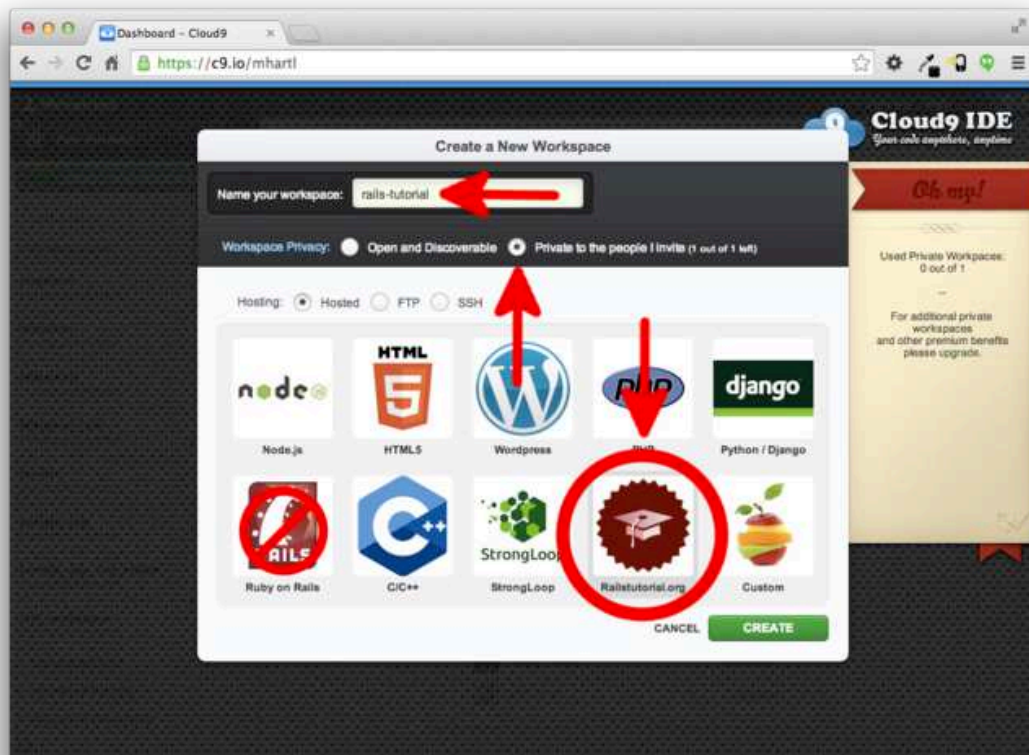 Dashboard - Cloud9
https://c9.io/mhartl
Cloud9 IDE
Your code anywhere, anytime
Create a New Workspace
Oh my!
Name your workspace: rails-tutorial
Workspace Privacy: Open and Discoverable Private to the people I invite (1 out of 1 left)
Used Private Workpaces:
0 out of 1
–
For additional private
workspaces
and other premium benefits
please upgrade.
Hosting: Hosted FTP SSH
HTML
5
node
php
django
Node.js HTML5 Wordpress PHP Python / Django
RAILS
C++
StrongLoop
Ruby on Rails C/C++ StrongLoop Railstutorial.org Custom
CANCEL CREATE